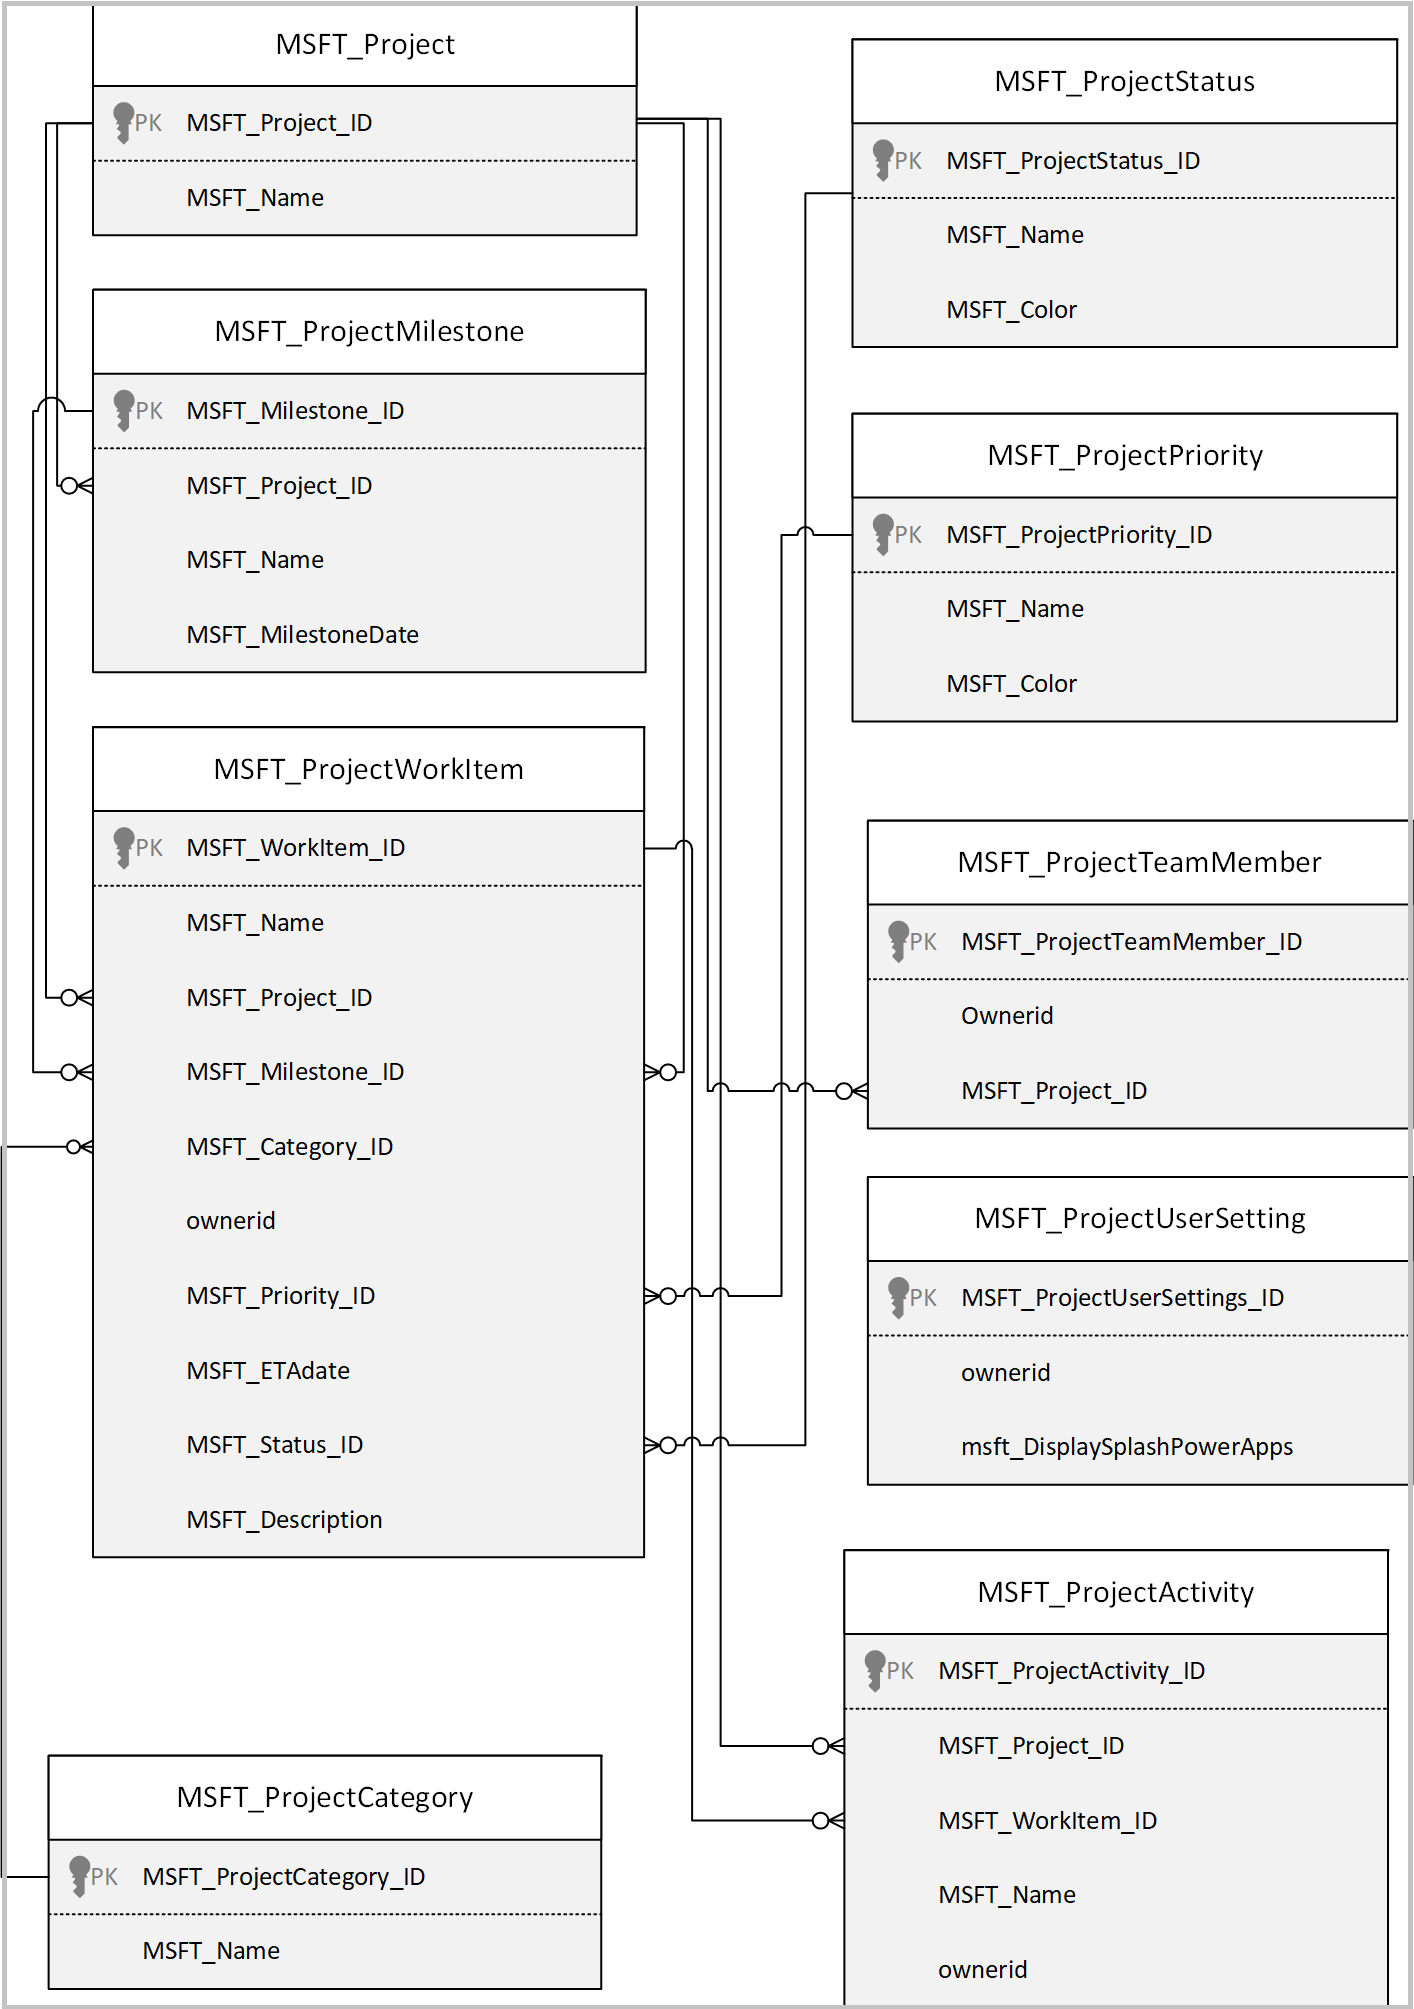 MSFT_Project
PK MSFT_Project_ID
MSFT_Name
MSFT_ProjectMilestone
PK MSFT_Milestone_ID
MSFT_Project_ID
MSFT_Name
MSFT_MilestoneDate
MSFT_ProjectWorkItem
PK MSFT_WorkItem_ID
MSFT_Name
MSFT_Project_ID
MSFT_Milestone_ID
MSFT_Category_ID
ownerid
MSFT_Priority_ID
MSFT_ETAdate
MSFT_Status_ID
MSFT_Description
MSFT_ProjectCategory
PK MSFT_ProjectCategory_ID
MSFT_Name
MSFT_ProjectStatus
PK MSFT_ProjectStatus_ID
MSFT_Name
MSFT_Color
MSFT_ProjectPriority
PK MSFT_ProjectPriority_ID
MSFT_Name
MSFT_Color
MSFT_ProjectTeamMember
PK MSFT_ProjectTeamMember_ID
Ownerid
MSFT_Project_ID
MSFT_ProjectUserSetting
PK MSFT_ProjectUserSettings_ID
ownerid
msft_DisplaySplashPowerApps
MSFT_ProjectActivity
PK MSFT_ProjectActivity_ID
MSFT_Project_ID
MSFT_WorkItem_ID
MSFT_Name
ownerid